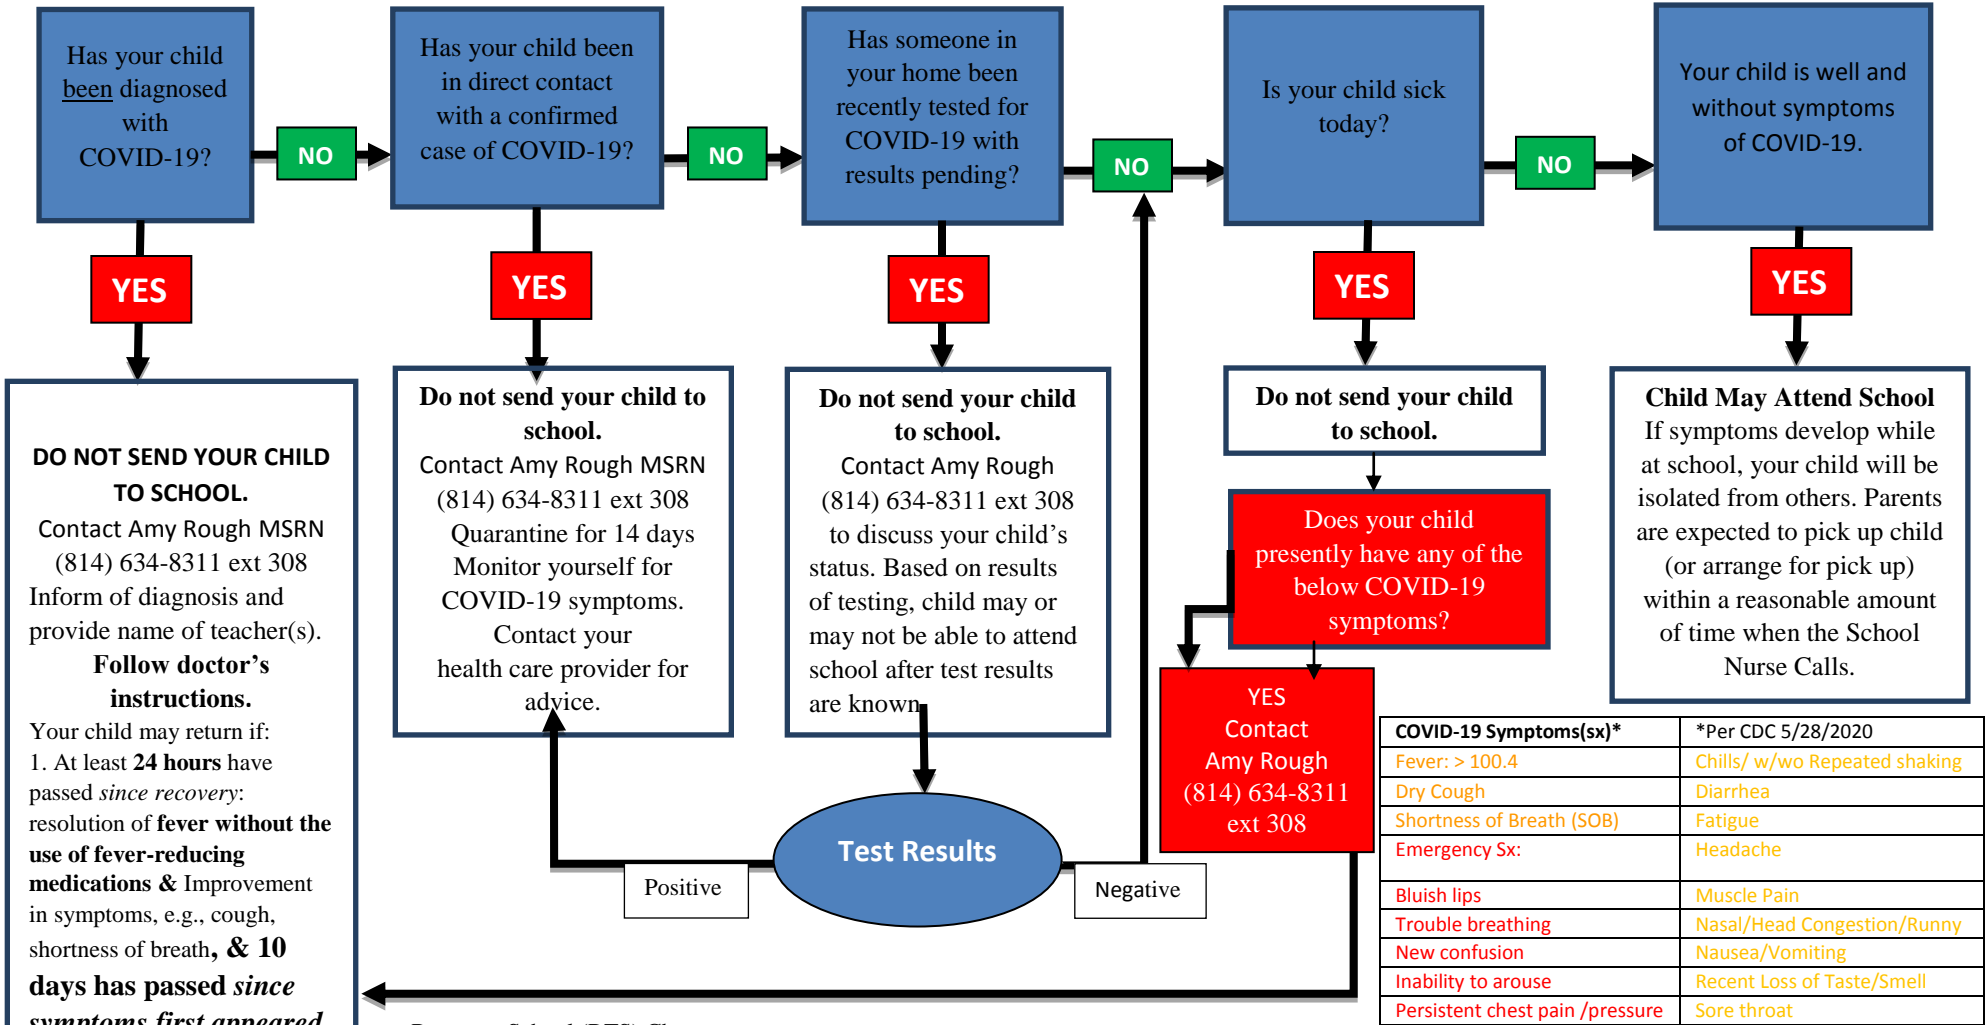 Has your child
been diagnosed
with
COVID-19?
NO
Has your child been
in direct contact
with a confirmed
case of COVID-19?
NO
Has someone in
your home been
recently tested for
COVID-19 with
results pending?
NO
Is your child sick
today?
NO
Your child is well and
without symptoms
of COVID-19.
YES
YES
YES
YES
YES
DO NOT SEND YOUR CHILD
TO SCHOOL.
Contact Amy Rough MSRN
(814) 634-8311 ext 308
Inform of diagnosis and
provide name of teacher(s).
Follow doctor's
instructions.
Your child may return if:
1. At least 24 hours have
passed since recovery:
resolution of fever without the
use of fever-reducing
medications & Improvement
in symptoms, e.g., cough,
shortness of breath, & 10
days has passed since
symptoms first appeared
Do not send your child to
school.
Contact Amy Rough MSRN
(814) 634-8311 ext 308
Quarantine for 14 days
Monitor yourself for
COVID-19 symptoms.
Contact your
health care provider for
advice.
Do not send your child
to school.
Contact Amy Rough
(814) 634-8311 ext 308
to discuss your child's
status. Based on results
of testing, child may or
may not be able to attend
school after test results
are known
Test Results
Positive
Negative
Do not send your child
to school.
Does your child
presently have any of the
below COVID-19
symptoms?
YES
Contact
Amy Rough
(814) 634-8311
ext 308
Child May Attend School
If symptoms develop while
at school, your child will be
isolated from others. Parents
are expected to pick up child
(or arrange for pick up)
within a reasonable amount
of time when the School
Nurse Calls.
COVID-19 Symptoms(sx)* *Per CDC 5/28/2020
Fever: > 100.4 Chills/ w/wo Repeated shaking
Dry Cough Diarrhea
Shortness of Breath (SOB) Fatigue
Emergency Sx: Headache
Bluish lips Muscle Pain
Trouble breathing Nasal/Head Congestion/Runny
New confusion Nausea/Vomiting
Inability to arouse Recent Loss of Taste/Smell
Persistent chest pain /pressure Sore throat